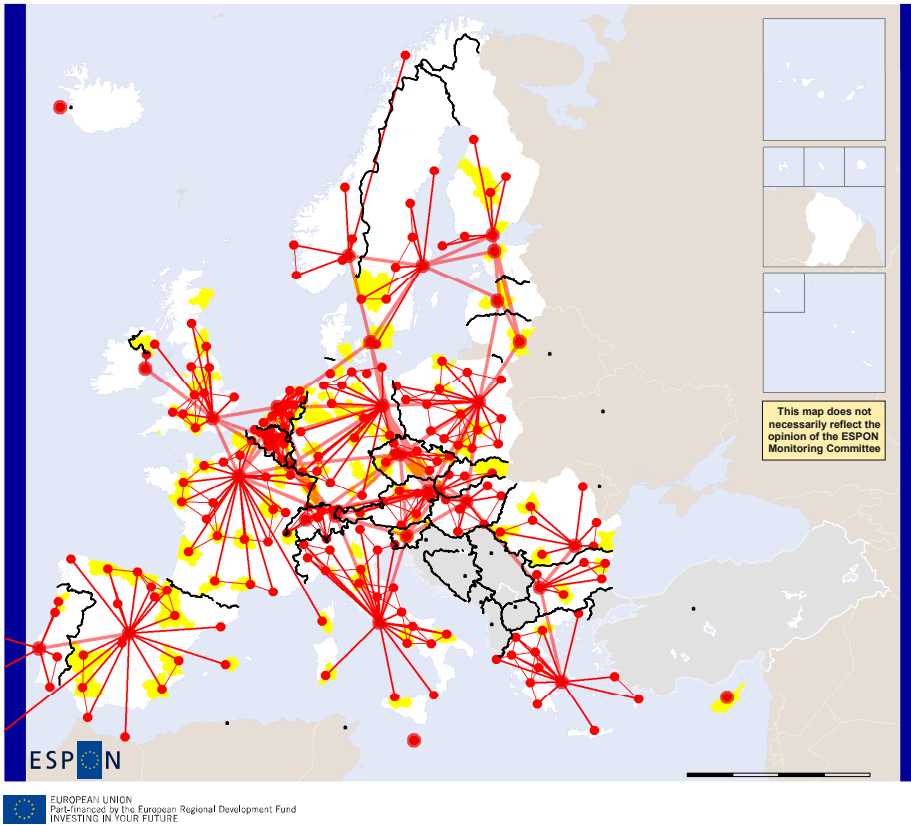 This map does not
necessarily reflect the
opinion of the ESPON
Monitoring Committee
ESPON
EUROPEAN UNION
Part-financed by the European Regional Development Fund
INVESTING IN YOUR FUTURE